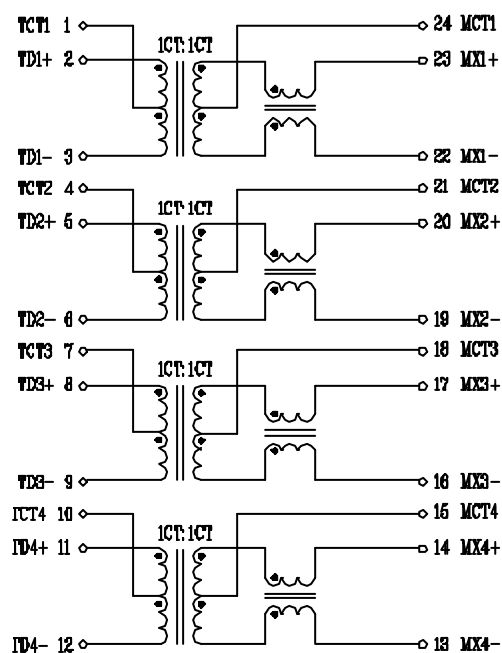 TCT1 1 24 MCT1
1CT:1CT
TD1+ 2 23 MX1+
TD1- 3 22 MX1-
TCT2 4 21 MCT2
1CT:1CT
TD2+ 5 20 MX2+
TD2- 6 19 MX2-
TCT3 7 18 MCT3
1CT:1CT
TD3+ 8 17 MX3+
TD3- 9 16 MX3-
TCT4 10 15 MCT4
1CT:1CT
TD4+ 11 14 MX4+
TD4- 12 13 MX4-